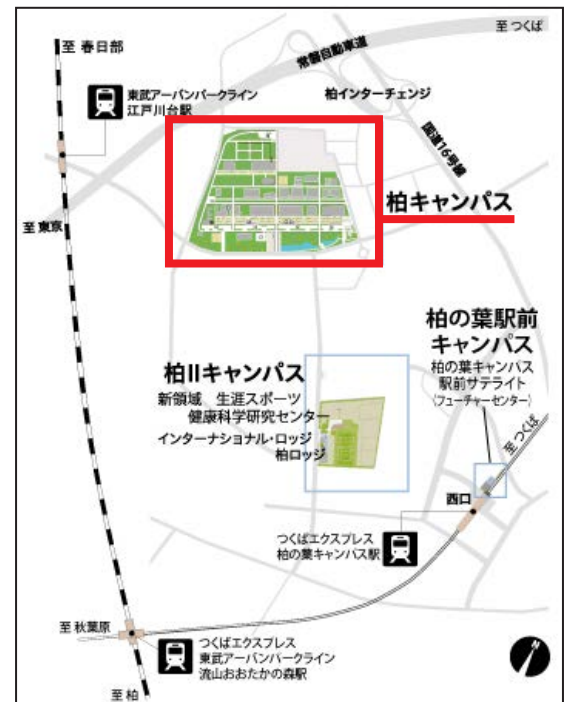 至 つくば
至 春日部
常磐自動車道
東武アーバンパークライン
江戸川台駅
柏インターチェンジ
国道16号線
柏キャンパス
至 東京
柏の葉駅前
キャンパス
柏の葉キャンパス
駅前サテライト
(フューチャーセンター)
柏IIキャンパス
新領域 生涯スポーツ
健康科学研究センター
インターナショナル・ロッジ
柏ロッジ
至 つくば
西口
つくばエクスプレス
柏の葉キャンパス駅
至 秋葉原
つくばエクスプレス
東武アーバンパークライン
流山おおたかの森駅
至 柏